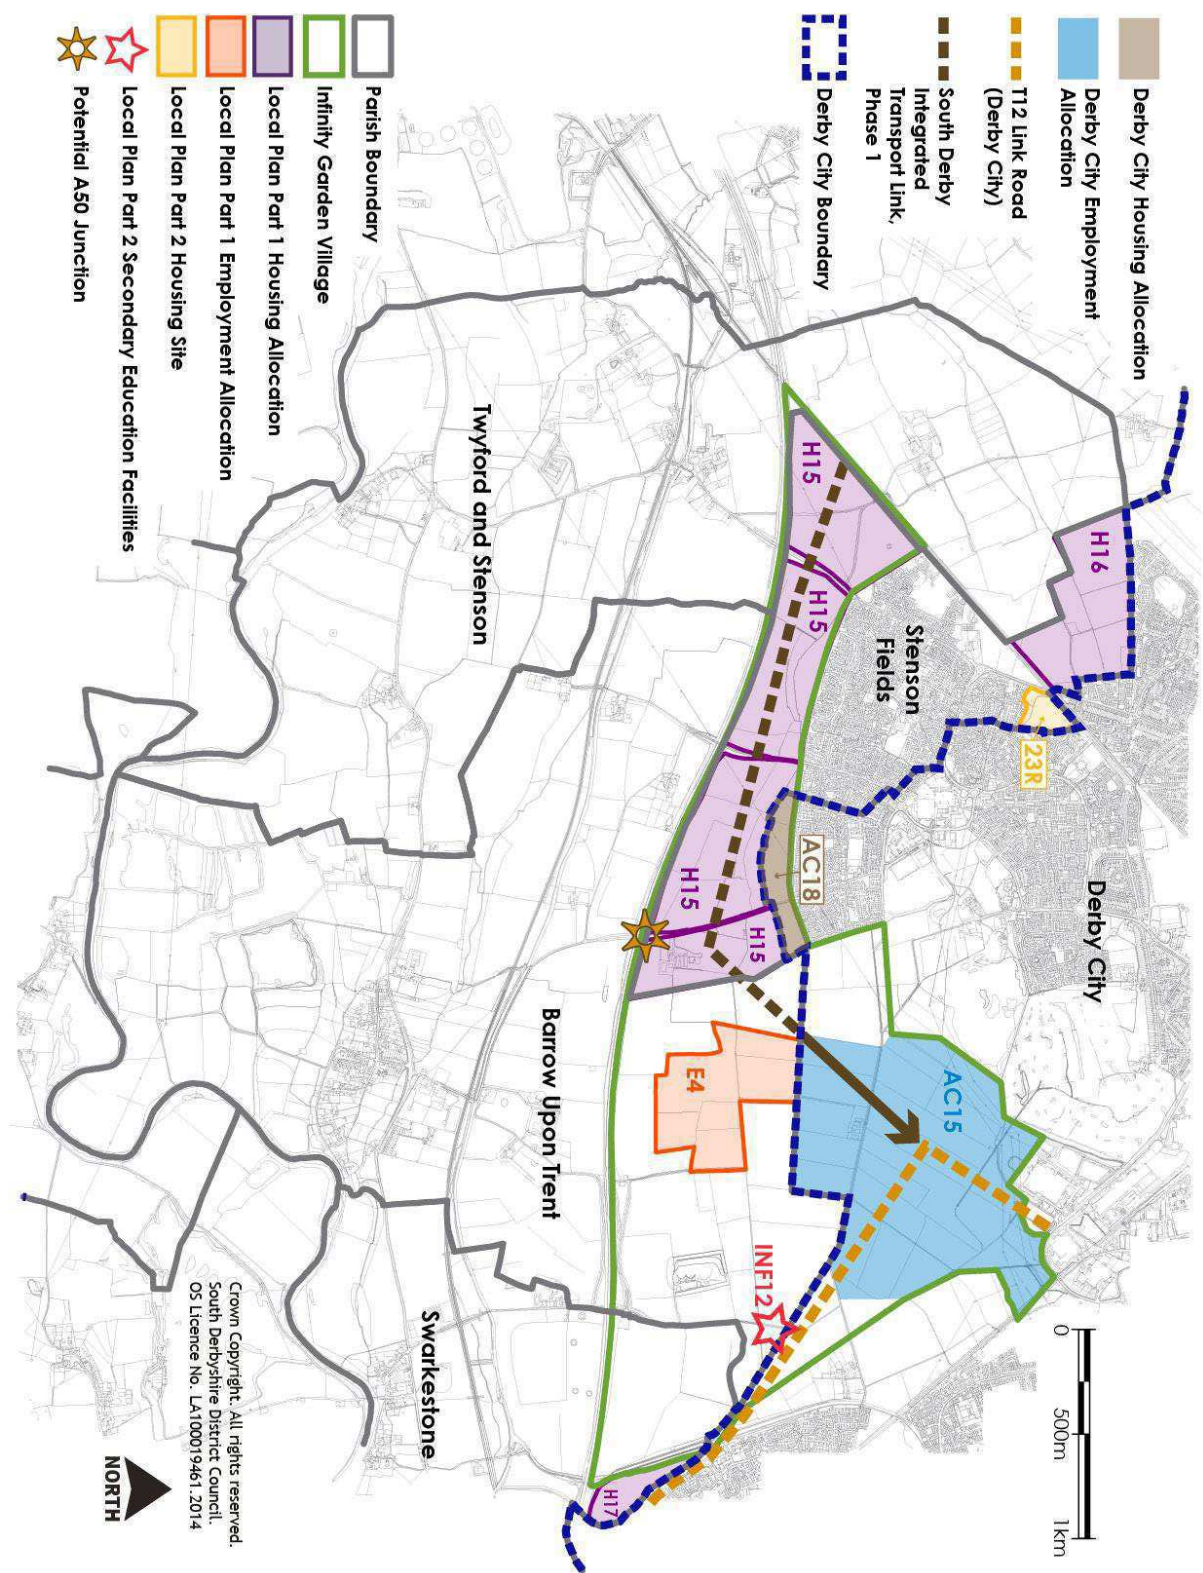 Derby City Housing Allocation
Derby City Employment
Allocation
T12 Link Road
(Derby City)
South Derby
Integrated
Transport Link,
Phase 1
Derby City Boundary
Parish Boundary
Infinity Garden Village
Local Plan Part 1 Housing Allocation
Local Plan Part 1 Employment Allocation
Local Plan Part 2 Housing Site
Local Plan Part 2 Secondary Education Facilities
Potential A50 Junction
H16
H15
H15
Stenson
Fields
23R
Twyford and Stenson
AC18
H15
H15
Derby City
AC15
E4
Barrow Upon Trent
INF12
H17
Swarkestone
0
500m
1km
Crown Copyright. All rights reserved.
South Derbyshire District Council.
OS Licence No. LA100019461.2014
NORTH